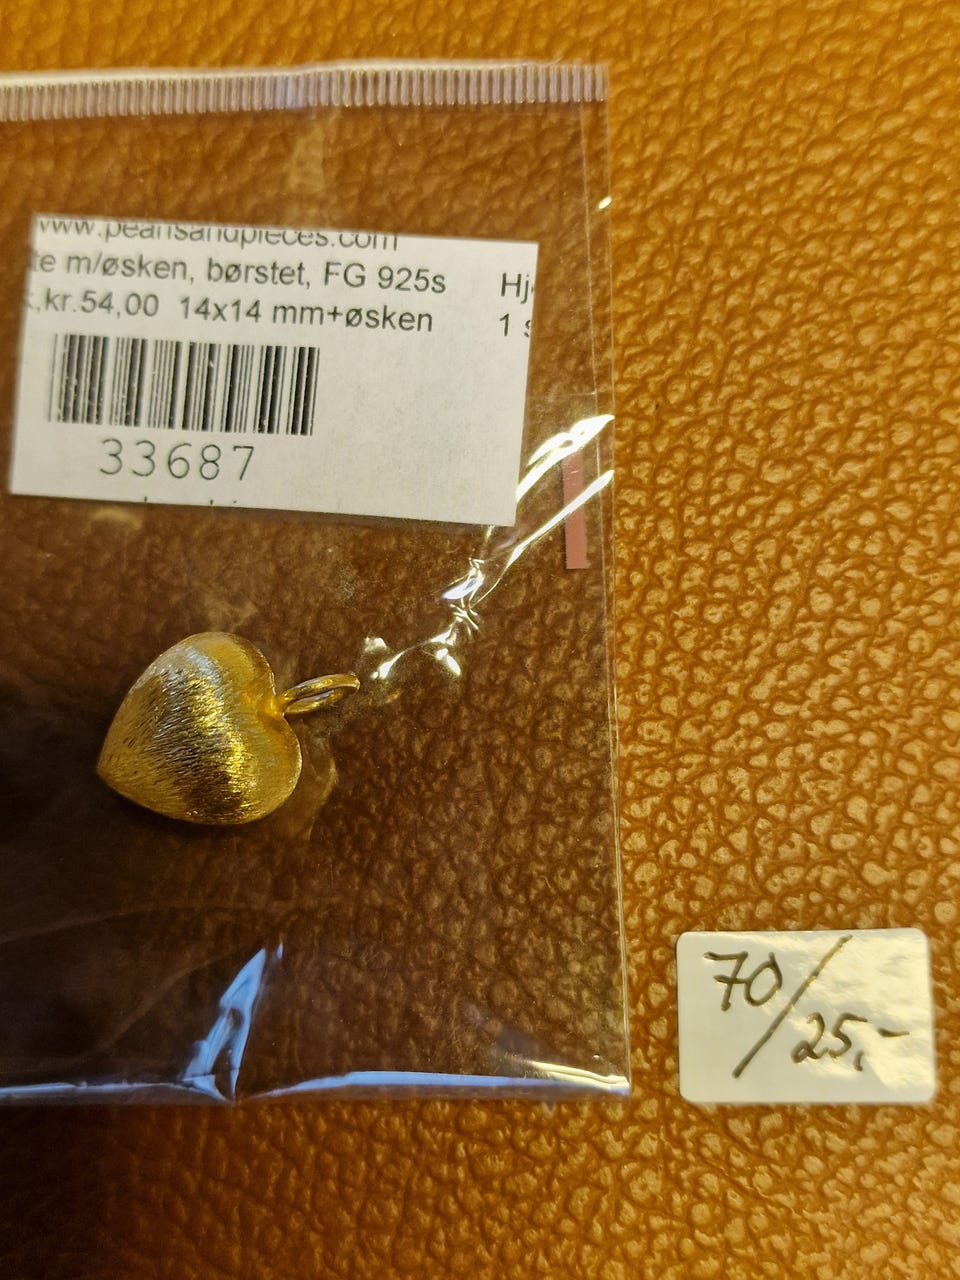 www.pearlsandpieces.com
te m/øsken, børstet, FG 925s
kr.54,00 14x14 mm+øsken
Hj
1 s
33687
70/25,-